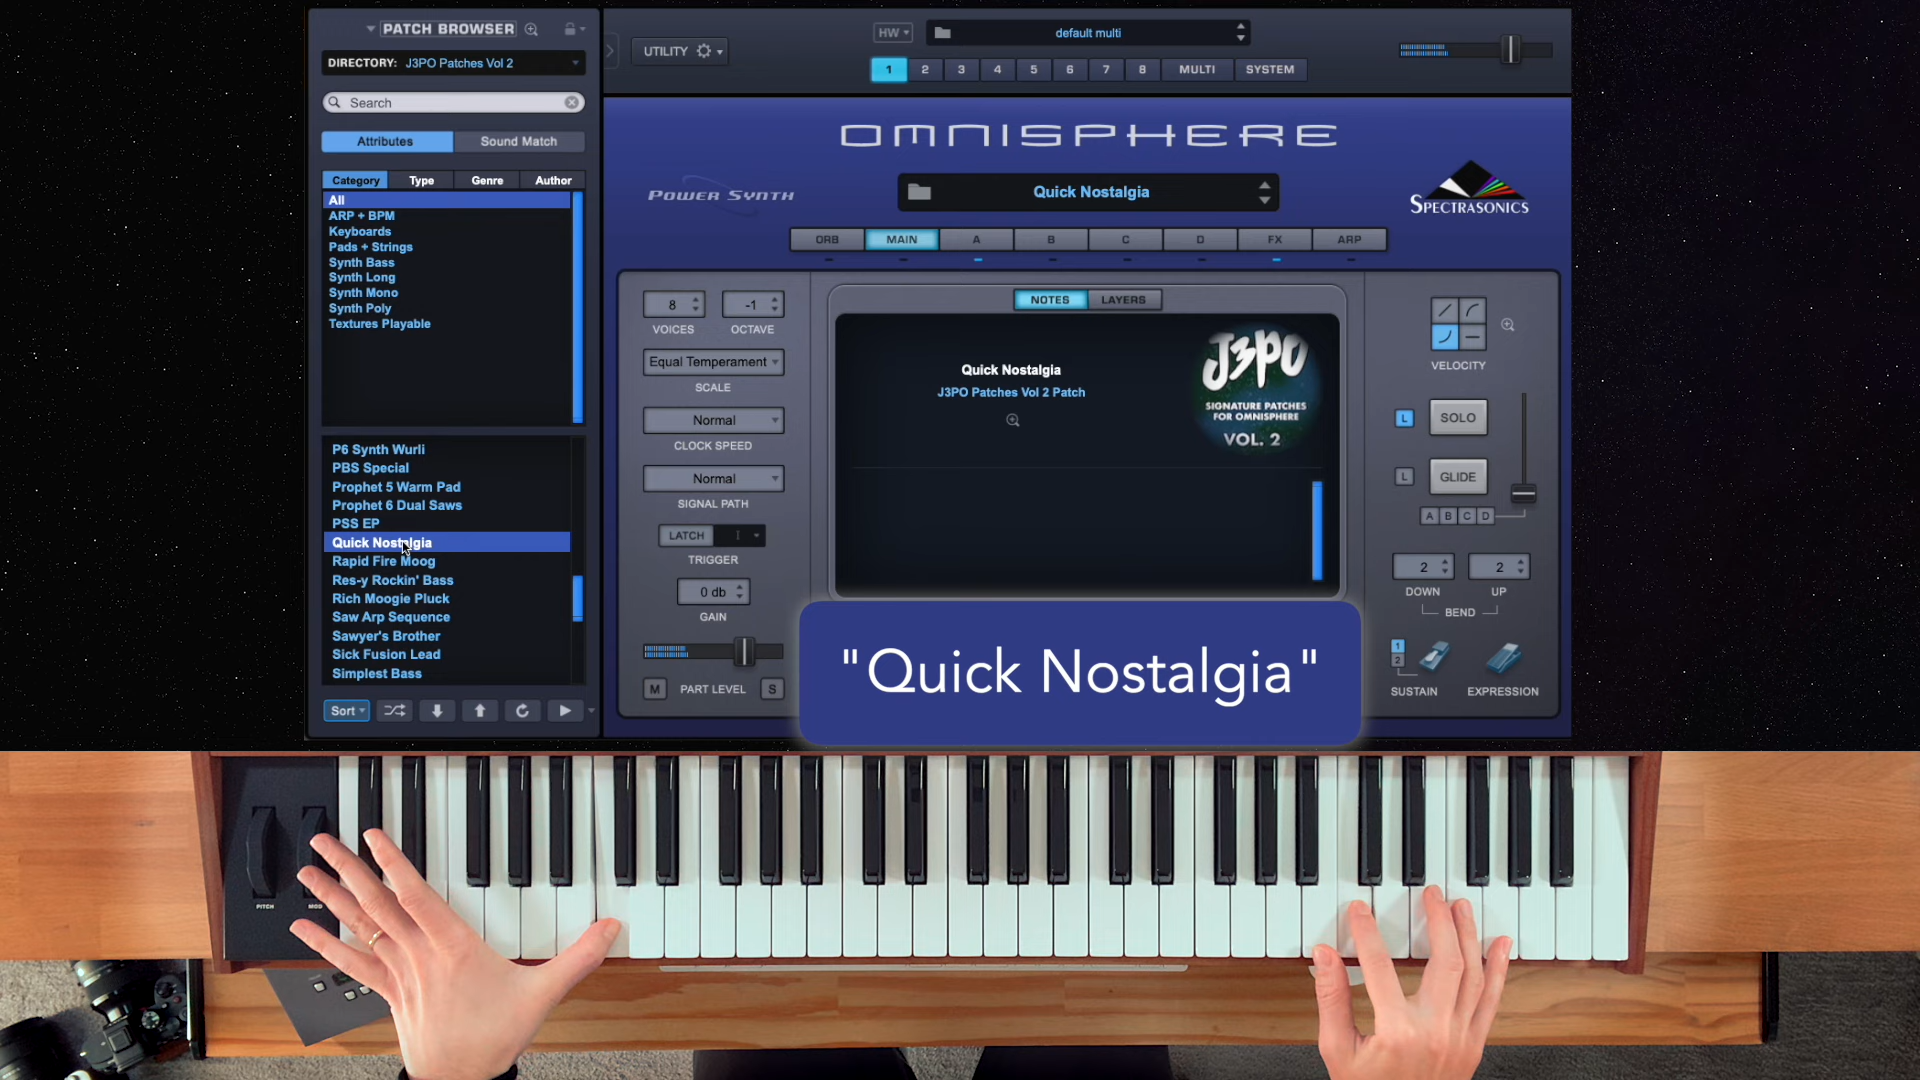 PATCH BROWSER
DIRECTORY: J3PO Patches Vol 2
Search
Attributes
Sound Match
Category
Type
Genre
Author
All
ARP + BPM
Keyboards
Pads + Strings
Synth Bass
Synth Long
Synth Mono
Synth Poly
Textures Playable
P6 Synth Wurli
PBS Special
Prophet 5 Warm Pad
Prophet 6 Dual Saws
PSS EP
Quick Nostalgia
Rapid Fire Moog
Res-y Rockin' Bass
Rich Moogie Pluck
Saw Arp Sequence
Sawyer's Brother
Sick Fusion Lead
Simplest Bass
Sort
UTILITY
HW
default multi
1 2 3 4 5 6 7 8 MULTI SYSTEM
OMNISPHERE
POWER SYNTH
Quick Nostalgia
SPECTRASONICS
ORB MAIN A B C D FX ARP
8
VOICES
-1
OCTAVE
Equal Temperament
SCALE
Normal
CLOCK SPEED
Normal
SIGNAL PATH
LATCH
TRIGGER
0 db
GAIN
M PART LEVEL S
NOTES LAYERS
Quick Nostalgia
J3PO Patches Vol 2 Patch
J3PO
SIGNATURE PATCHES
FOR OMNISPHERE
VOL. 2
VELOCITY
L SOLO
L GLIDE
A B C D
2 2
DOWN UP
BEND
1
2
SUSTAIN
EXPRESSION
"Quick Nostalgia"
PITCH
MOD